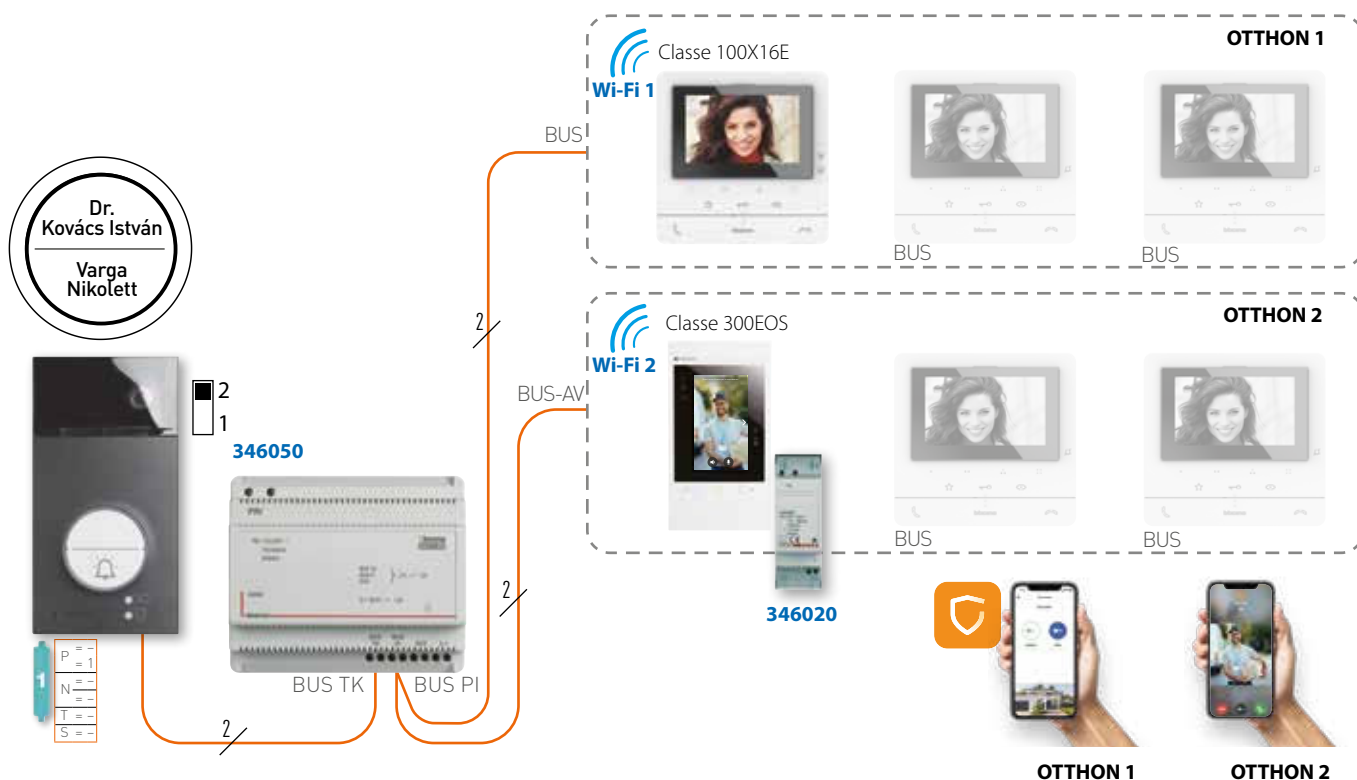 OTTHON 1
Classe 100X16E
Wi-Fi 1
BUS
BUS
BUS
Dr.
Kovács István
Varga
Nikolett
2
OTTHON 2
Classe 300EOS
Wi-Fi 2
BUS-AV
2
1
346050
BUS
BUS
2
346020
1
P = –
= 1
N = –
= –
T = –
S = –
BUS TK
BUS PI
2
OTTHON 1
OTTHON 2